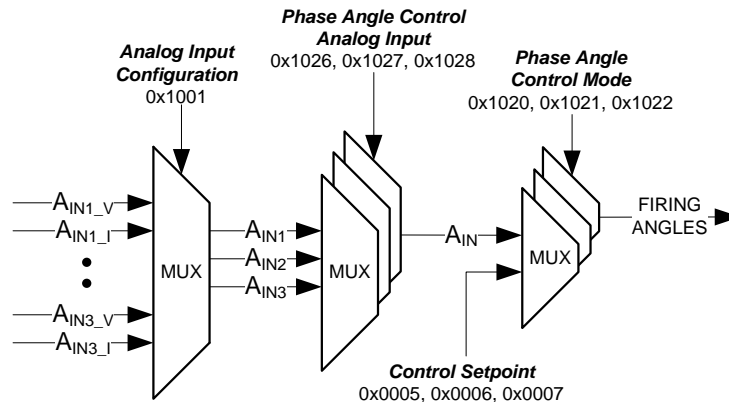 Phase Angle Control
Analog Input
0x1026, 0x1027, 0x1028
Analog Input
Configuration
0x1001
Phase Angle
Control Mode
0x1020, 0x1021, 0x1022
AIN1_V
AIN1_I
AIN3_V
AIN3_I
MUX
AIN1
AIN2
AIN3
MUX
AIN
MUX
FIRING
ANGLES
Control Setpoint
0x0005, 0x0006, 0x0007